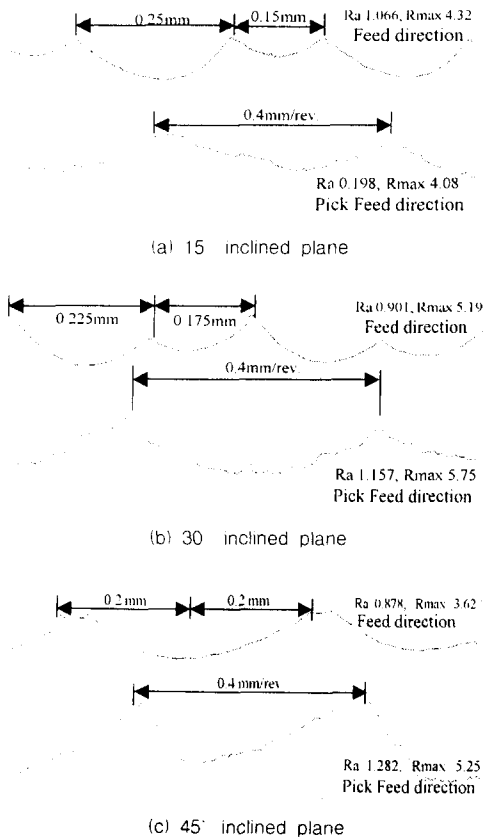 0.25mm 0.15mm Ra 1.066, Rmax 4.32
Feed direction
0.4mm/rev.
Ra 0.198, Rmax 4.08
Pick Feed direction
(a) 15 inclined plane
0.225mm 0.175mm Ra 0.901, Rmax 5.19
Feed direction
0.4mm/rev.
Ra 1.157, Rmax 5.75
Pick Feed direction
(b) 30 inclined plane
0.2mm 0.2mm Ra 0.878, Rmax 3.62
Feed direction
0.4mm/rev
Ra 1.282, Rmax 5.25
Pick Feed direction
(c) 45° inclined plane